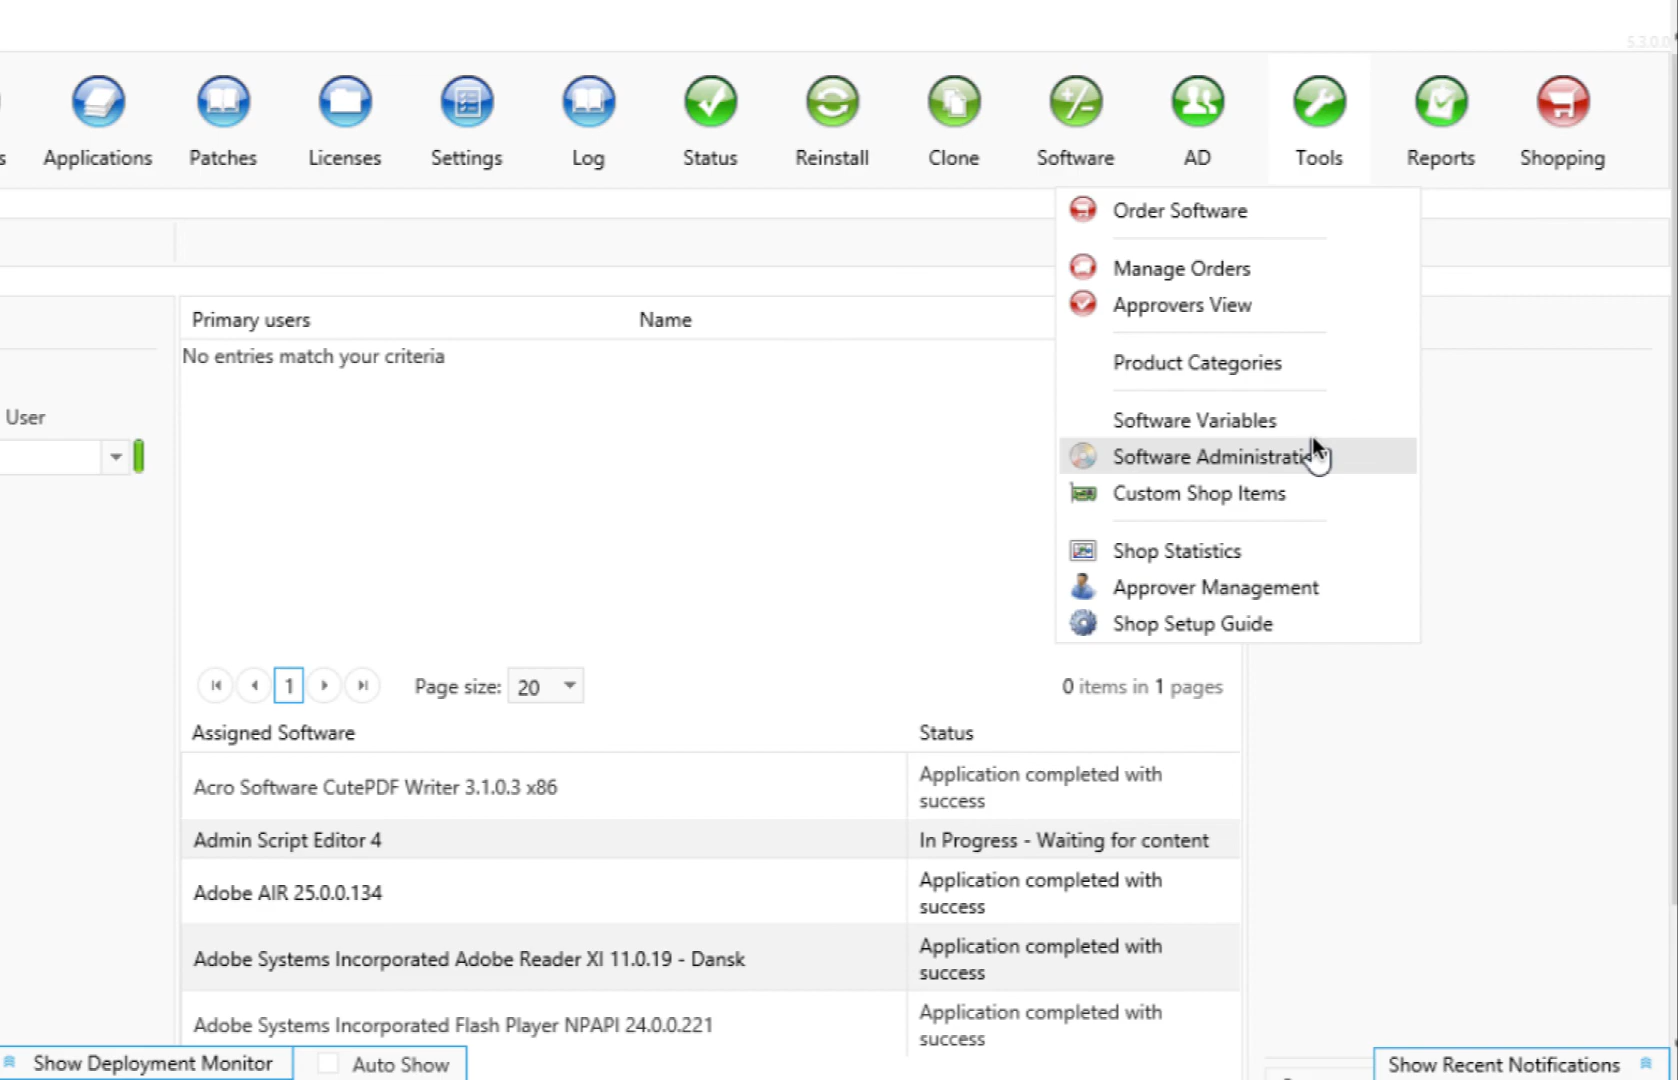 5.3.0.0
s
Applications
Patches
Licenses
Settings
Log
Status
Reinstall
Clone
Software
AD
Tools
Reports
Shopping
Order Software
Manage Orders
Approvers View
Product Categories
Software Variables
Software Administrati
Custom Shop Items
Shop Statistics
Approver Management
Shop Setup Guide
Primary users
Name
No entries match your criteria
User
1
Page size:
20
0 items in 1 pages
Assigned Software
Status
Acro Software CutePDF Writer 3.1.0.3 x86
Application completed with
success
Admin Script Editor 4
In Progress - Waiting for content
Adobe AIR 25.0.0.134
Application completed with
success
Adobe Systems Incorporated Adobe Reader XI 11.0.19 - Dansk
Application completed with
success
Adobe Systems Incorporated Flash Player NPAPI 24.0.0.221
Application completed with
success
Show Deployment Monitor
Auto Show
Show Recent Notifications